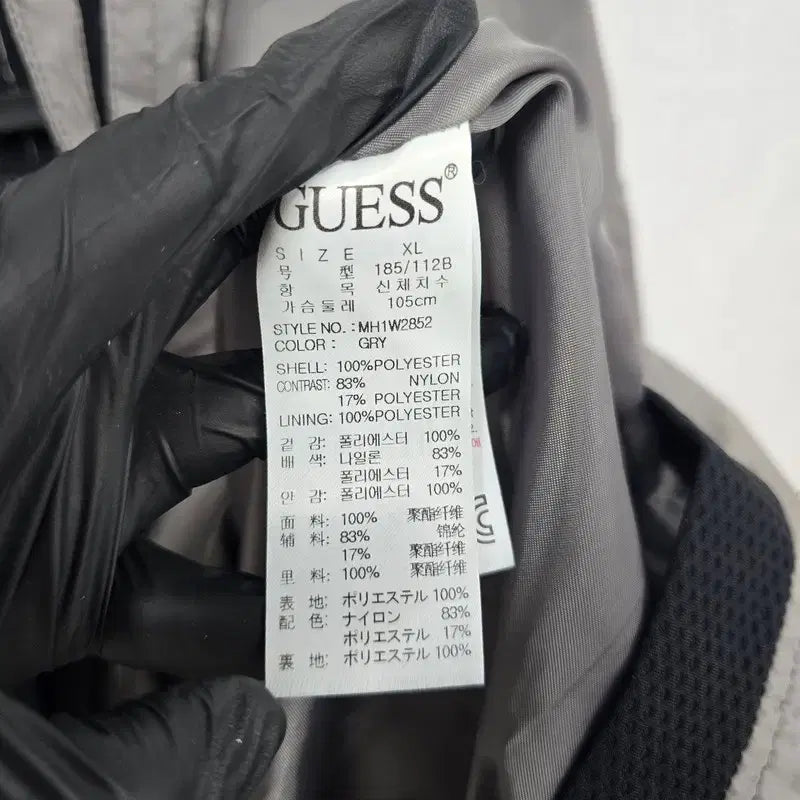 GUESS®
SIZE XL
号 型 185/112B
항 목 신체치수
가슴둘레 105cm
STYLE NO. : MH1W2852
COLOR : GRY
SHELL: 100%POLYESTER
CONTRAST: 83% NYLON
17% POLYESTER
LINING: 100%POLYESTER
겉 감: 폴리에스터 100%
배 색: 나일론 83%
폴리에스터 17%
안 감: 폴리에스터 100%
面 料: 100% 聚酯纤维
辅 料: 83% 锦纶
17% 聚酯纤维
里 料: 100% 聚酯纤维
表 地: ポリエステル 100%
配 色: ナイロン 83%
ポリエステル 17%
裏 地: ポリエステル 100%